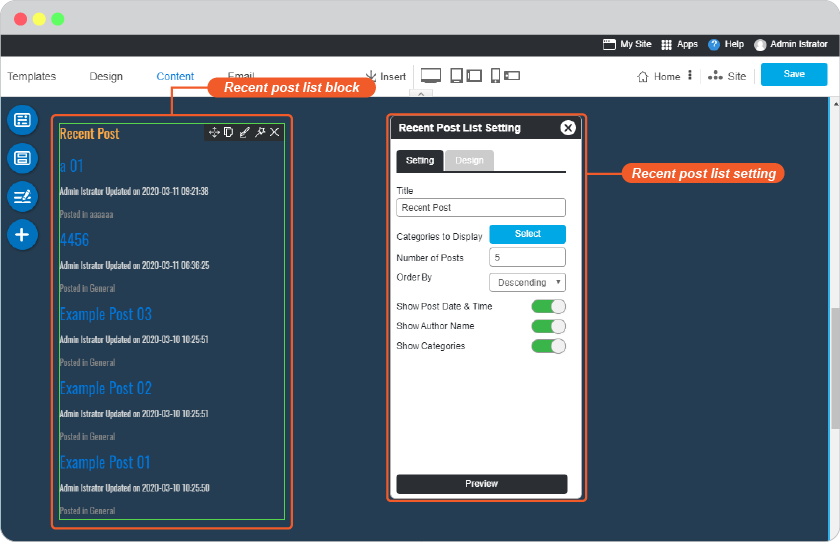 My Site Apps ? Help Admin Istrator
Templates Design Content Email Insert Home Site Save
Recent post list block
Recent Post
a 01
Admin Istrator Updated on 2020-03-11 09:21:38
Posted in aaaaaa
4456
Admin Istrator Updated on 2020-03-11 06:36:25
Posted in General
Example Post 03
Admin Istrator Updated on 2020-03-10 10:25:51
Posted in General
Example Post 02
Admin Istrator Updated on 2020-03-10 10:25:51
Posted in General
Example Post 01
Admin Istrator Updated on 2020-03-10 10:25:50
Posted in General
Recent Post List Setting
Setting Design
Title
Recent Post
Categories to Display Select
Number of Posts 5
Order By Descending
Show Post Date & Time
Show Author Name
Show Categories
Preview
Recent post list setting